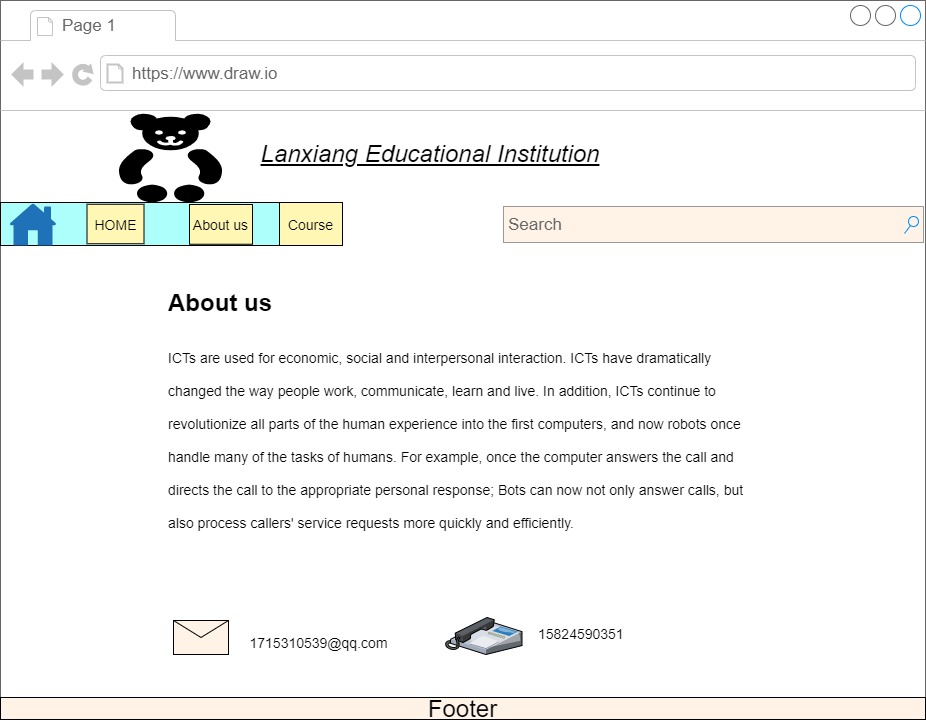 Page 1
https://www.draw.io
Lanxiang Educational Institution
HOME
About us
Course
Search
About us
ICTs are used for economic, social and interpersonal interaction. ICTs have dramatically
changed the way people work, communicate, learn and live. In addition, ICTs continue to
revolutionize all parts of the human experience into the first computers, and now robots once
handle many of the tasks of humans. For example, once the computer answers the call and
directs the call to the appropriate personal response; Bots can now not only answer calls, but
also process callers' service requests more quickly and efficiently.
1715310539@qq.com
15824590351
Footer